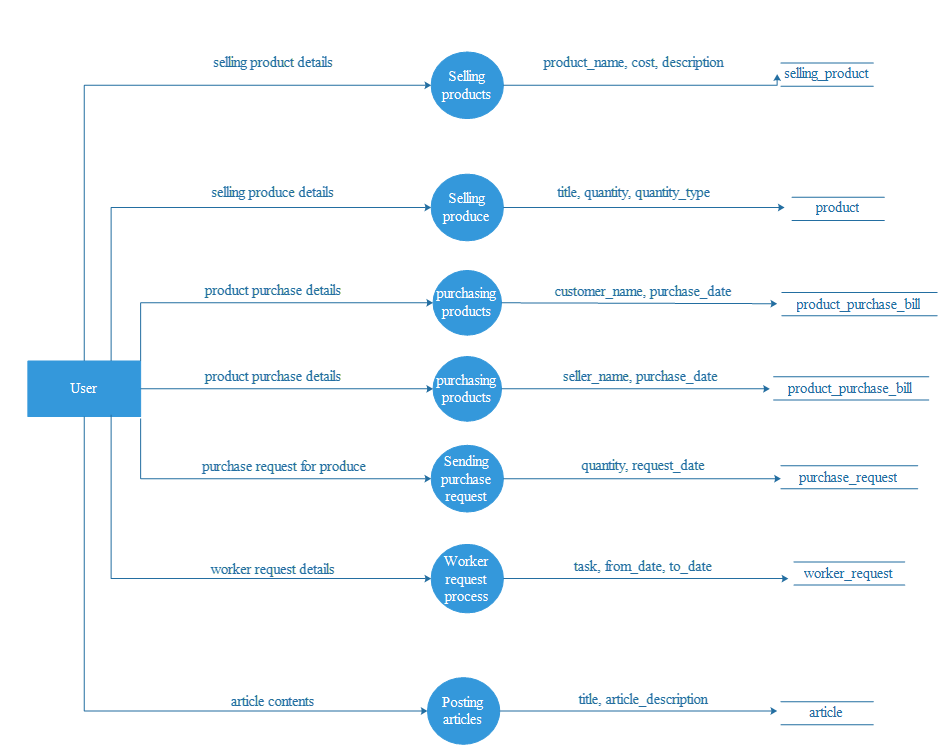 selling product details
Selling
products
product_name, cost, description
selling_product
selling produce details
Selling
produce
title, quantity, quantity_type
product
product purchase details
purchasing
products
customer_name, purchase_date
product_purchase_bill
User
product purchase details
purchasing
products
seller_name, purchase_date
product_purchase_bill
purchase request for produce
Sending
purchase
request
quantity, request_date
purchase_request
worker request details
Worker
request
process
task, from_date, to_date
worker_request
article contents
Posting
articles
title, article_description
article